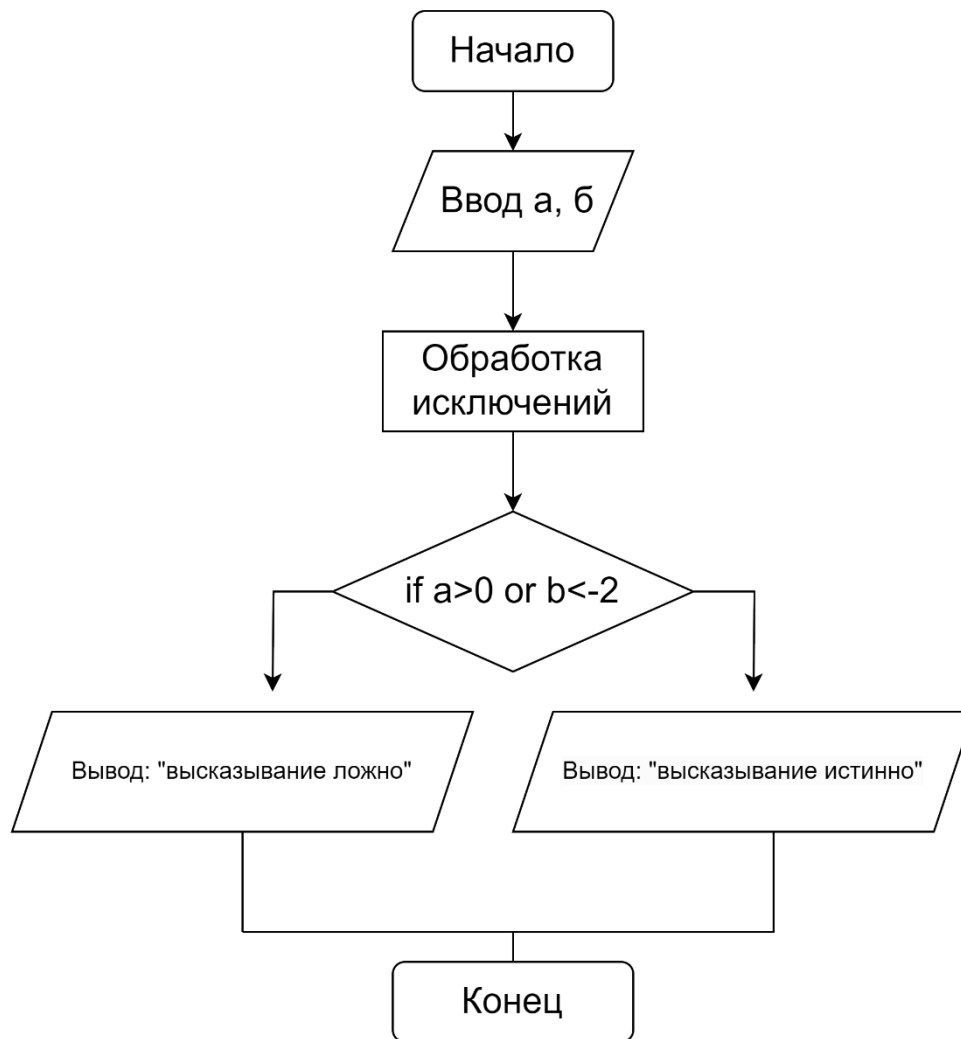 Начало
Ввод а, б
Обработка
исключений
if a>0 or b<-2
Вывод: "высказывание ложно"
Вывод: "высказывание истинно"
Конец